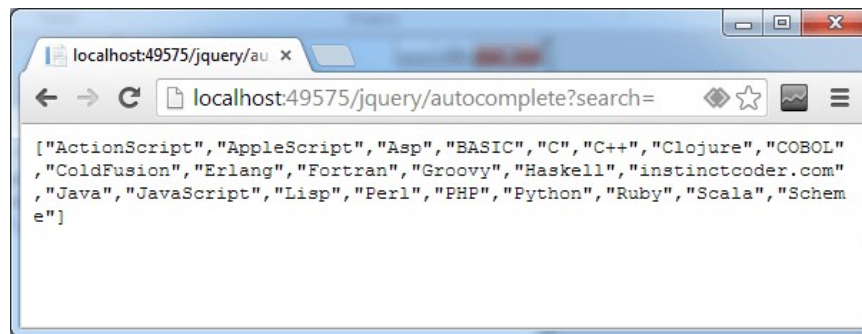 localhost:49575/jquery/au
localhost:49575/jquery/autocomplete?search=
["ActionScript","AppleScript","Asp","BASIC","C","C++","Clojure","COBOL"
,"ColdFusion","Erlang","Fortran","Groovy","Haskell","instinctcoder.com"
,"Java","JavaScript","Lisp","Perl","PHP","Python","Ruby","Scala","Schem
e"]